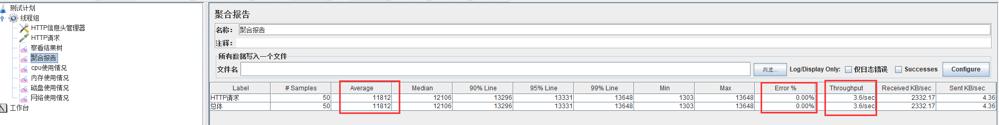 测试计划
线程组
HTTP信息头管理器
HTTP请求
察看结果树
聚合报告
cpu使用情况
内存使用情况
磁盘使用情况
网络使用情况
工作台
聚合报告
名称： 聚合报告
注释：
所有数据写入一个文件
文件名 浏览... Log/Display Only: 仅日志错误 Successes Configure
Label # Samples Average Median 90% Line 95% Line 99% Line Min Max Error % Throughput Received KB/sec Sent KB/sec
HTTP请求 50 11812 12106 13296 13331 13648 1303 13648 0.00% 3.6/sec 2332.17 4.36
总体 50 11812 12106 13296 13331 13648 1303 13648 0.00% 3.6/sec 2332.17 4.36